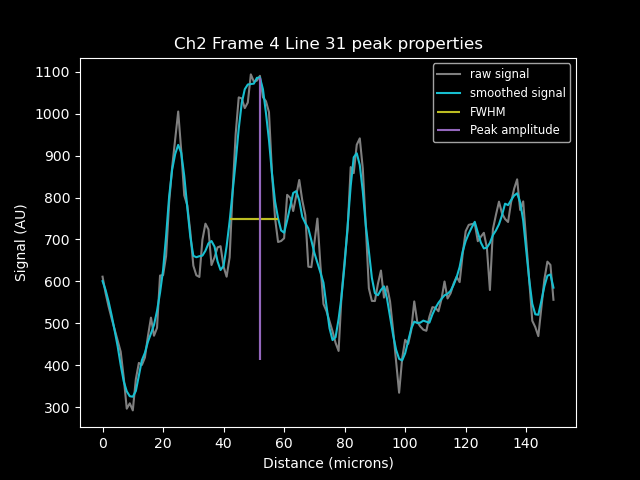 Ch2 Frame 4 Line 31 peak properties
raw signal
smoothed signal
FWHM
Peak amplitude
Signal (AU)
1100
1000
900
800
700
600
500
400
300
0 20 40 60 80 100 120 140
Distance (microns)